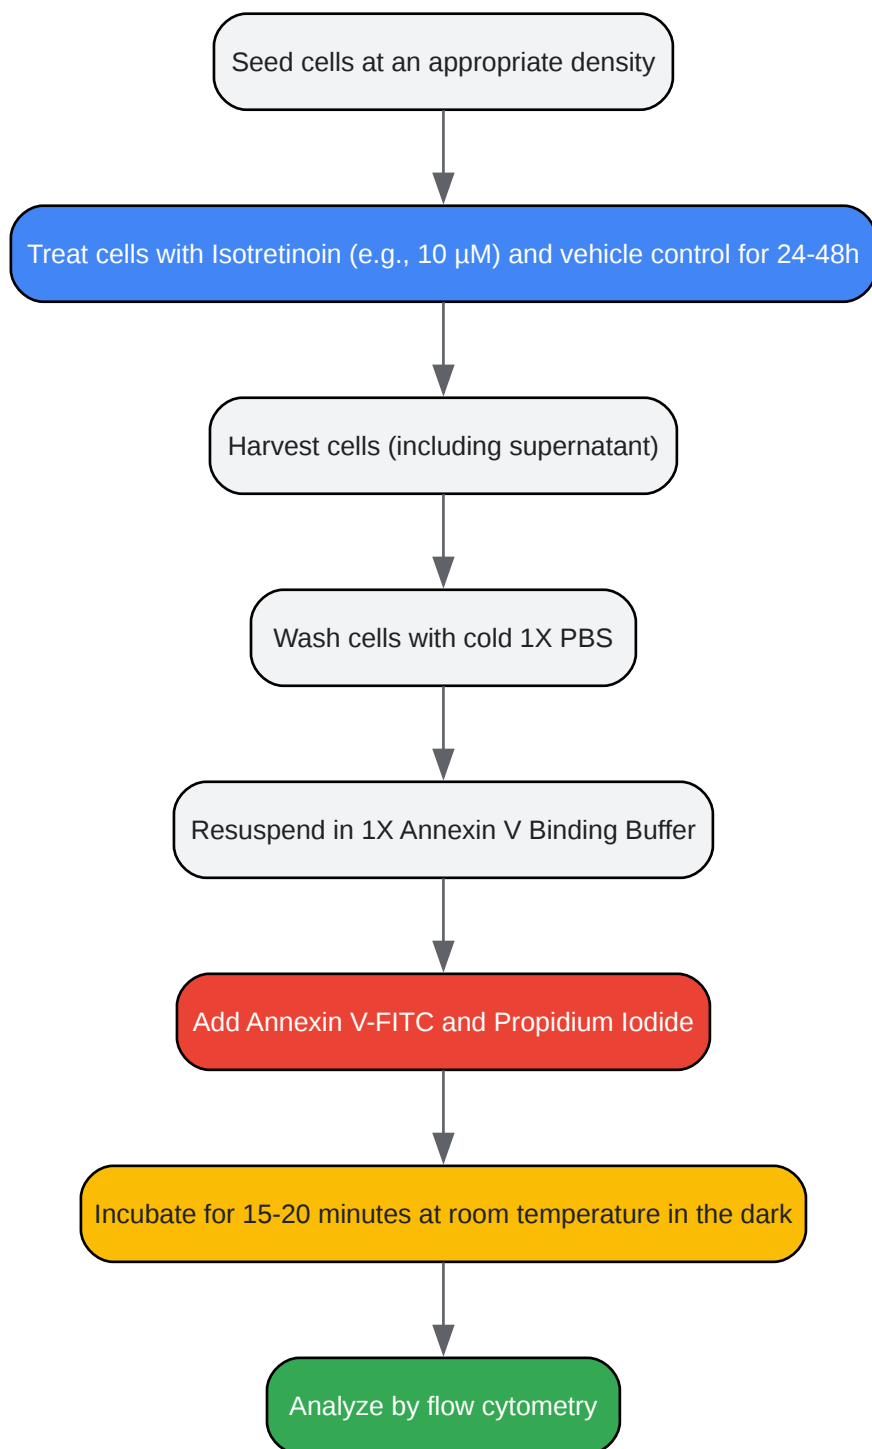 Seed cells at an appropriate density
Treat cells with Isotretinoin (e.g., 10 µM) and vehicle control for 24-48h
Harvest cells (including supernatant)
Wash cells with cold 1X PBS
Resuspend in 1X Annexin V Binding Buffer
Add Annexin V-FITC and Propidium Iodide
Incubate for 15-20 minutes at room temperature in the dark
Analyze by flow cytometry